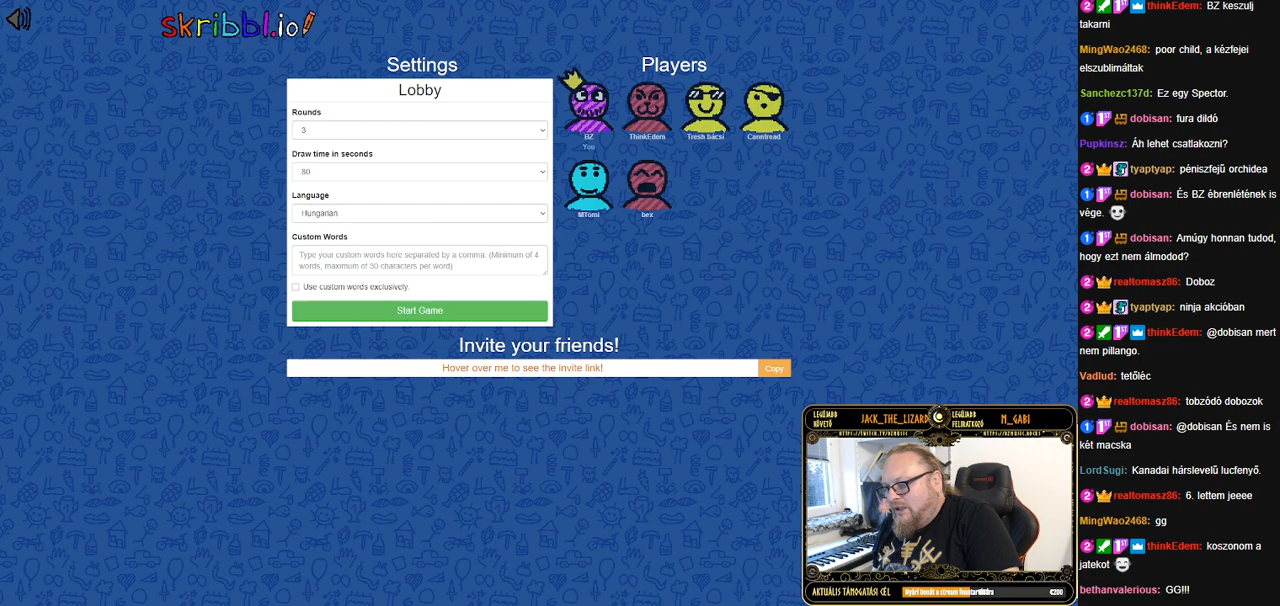 skribbl.io
Settings
Players
Lobby
Rounds
3
Draw time in seconds
80
Language
Hungarian
Custom Words
Type your custom words here separated by a comma. (Minimum of 4
words, maximum of 30 characters per word)
Use custom words exclusively.
Start Game
BZ
You
ThinkEdem
Tresh bácsi
Canntread
MTomi
bex
Invite your friends!
Hover over me to see the invite link!
Copy
LEGÚJABB
KÖVETŐ
JACK_THE_LIZARD
LEGÚJABB
FELIRATKOZÓ
M_GABI
AKTUÁLIS TÁMOGATÁSI CÉL
€200
thinkEdem: BZ keszulj
takarni
MingWao2468: poor child, a kézfejei
elszublimáltak
Sanchezc137d: Ez egy Spector.
dobisan: fura dildó
Pupkinsz: Áh lehet csatlakozni?
tyaptyap: péniszfejű orchidea
dobisan: És BZ ébrenlétének is
vége.
dobisan: Amúgy honnan tudod,
hogy ezt nem álmodod?
realtomasz86: Doboz
tyaptyap: ninja akcióban
thinkEdem: @dobisan mert
nem pillango.
Vadlud: tetőléc
realtomasz86: tobzódó dobozok
dobisan: @dobisan És nem is
két macska
LordSugi: Kanadai hárslevelű lucfenyő.
realtomasz86: 6. lettem jeeee
MingWao2468: gg
thinkEdem: koszonom a
jatekot
bethanvalerious: GG!!!